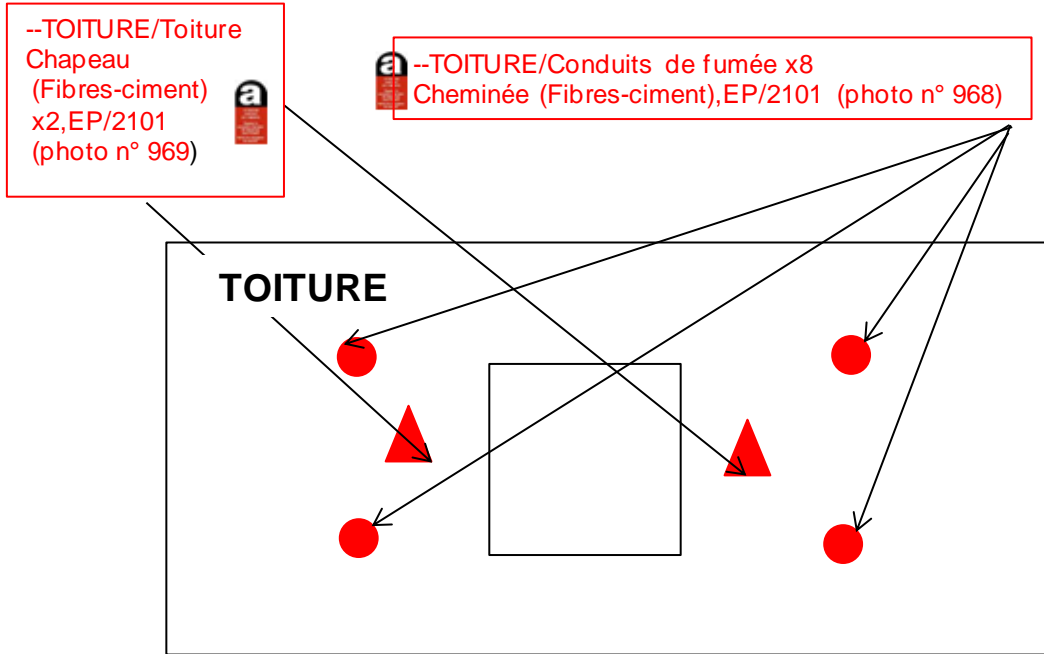 --TOITURE/Toiture
Chapeau
(Fibres-ciment)
x2,EP/2101
(photo n° 969)
a
--TOITURE/Conduits de fumée x8
Cheminée (Fibres-ciment),EP/2101 (photo n° 968)
a
TOITURE